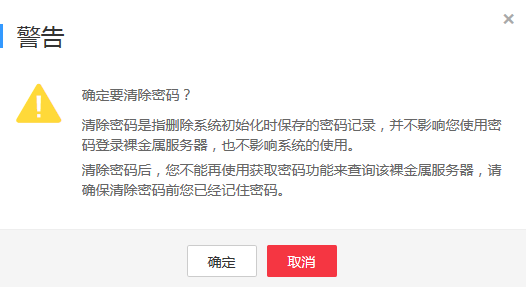 警告
确定要清除密码？
清除密码是指删除系统初始化时保存的密码记录，并不影响您使用密
码登录裸金属服务器，也不影响系统的使用。
清除密码后，您不能再使用获取密码功能来查询该裸金属服务器，请
确保清除密码前您已经记住密码。
确定
取消